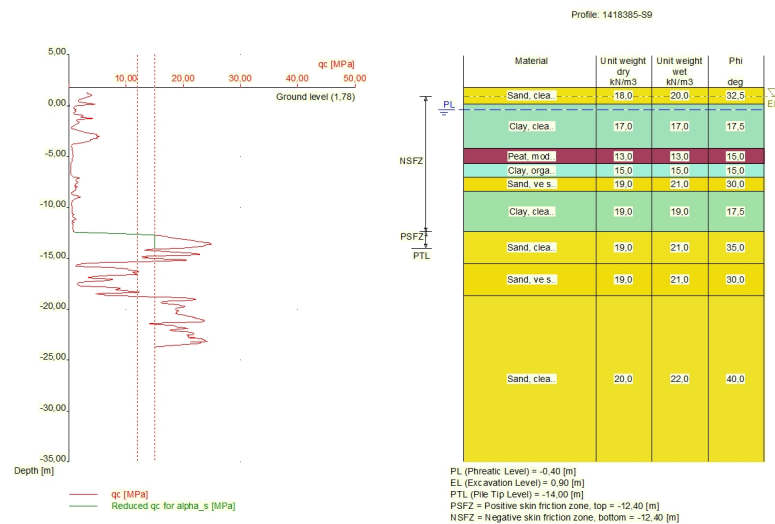 Profile: 1418385-S9
qc [MPa]
5,00
10,00 20,00 30,00 40,00 50,00
Ground level (1,78)
0,00
-5,00
-10,00
-15,00
-20,00
-25,00
-30,00
-35,00
Depth [m]
qc [MPa]
Reduced qc for alpha_s [MPa]
PL
NSFZ
PSFZ
PTL
Material Unit weight dry kN/m3 Unit weight wet kN/m3 Phi deg
Sand, clea.. 18,0 20,0 32,5
Clay, clea.. 17,0 17,0 17,5
Peat, mod.. 13,0 13,0 15,0
Clay, orga.. 15,0 15,0 15,0
Sand, ve s.. 19,0 21,0 30,0
Clay, clea.. 19,0 19,0 17,5
Sand, clea.. 19,0 21,0 35,0
Sand, ve s.. 19,0 21,0 30,0
Sand, clea.. 20,0 22,0 40,0
PL (Phreatic Level) = -0,40 [m]
EL (Excavation Level) = 0,90 [m]
PTL (Pile Tip Level) = -14,00 [m]
PSFZ = Positive skin friction zone, top = -12,40 [m]
NSFZ = Negative skin friction zone, bottom = -12,40 [m]